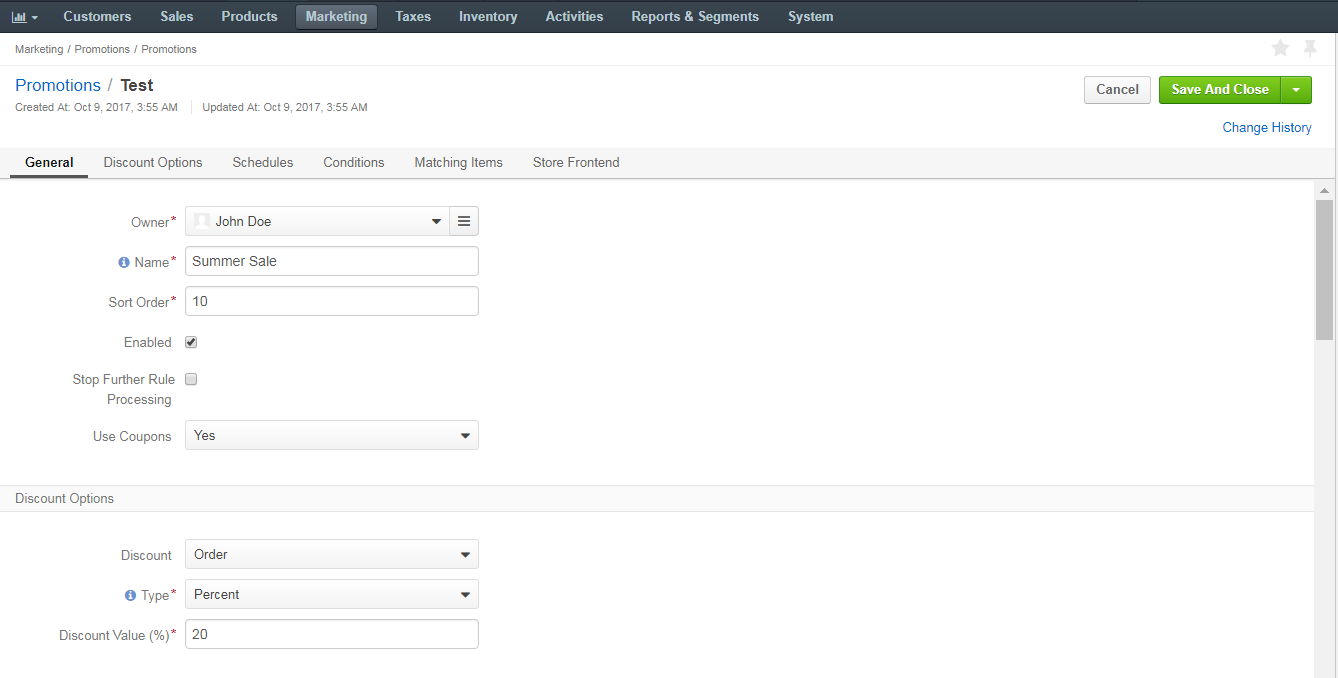 Customers Sales Products Marketing Taxes Inventory Activities Reports & Segments System
Marketing / Promotions / Promotions
Promotions / Test
Cancel Save And Close
Created At: Oct 9, 2017, 3:55 AM Updated At: Oct 9, 2017, 3:55 AM
Change History
General Discount Options Schedules Conditions Matching Items Store Frontend
Owner* John Doe
Name* Summer Sale
Sort Order* 10
Enabled
Stop Further Rule
Processing
Use Coupons Yes
Discount Options
Discount Order
Type* Percent
Discount Value (%)* 20